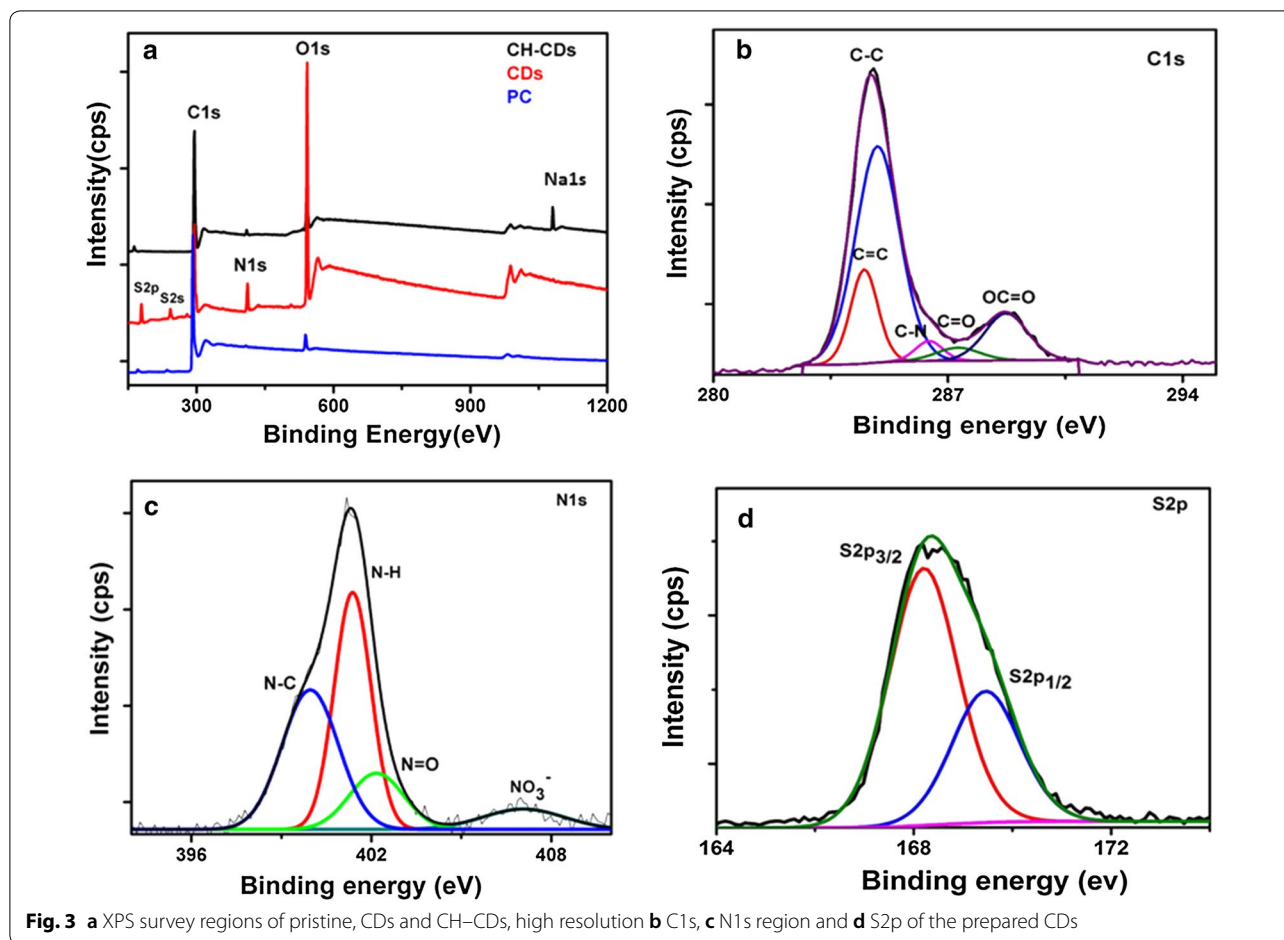 a
O1s
CH-CDs
CDs
PC
C1s
Na1s
N1s
S2p
S2s
Intensity(cps)
300
600
900
1200
Binding Energy(eV)
b
C-C
C1s
C=C
C-N
C=O
OC=O
Intensity (cps)
280
287
294
Binding energy (eV)
c
N1s
N-H
N-C
N=O
NO3-
Intensity (cps)
396
402
408
Binding energy (eV)
d
S2p
S2p3/2
S2p1/2
Intensity (cps)
164
168
172
Binding energy (ev)
Fig. 3 a XPS survey regions of pristine, CDs and CH–CDs, high resolution b C1s, c N1s region and d S2p of the prepared CDs